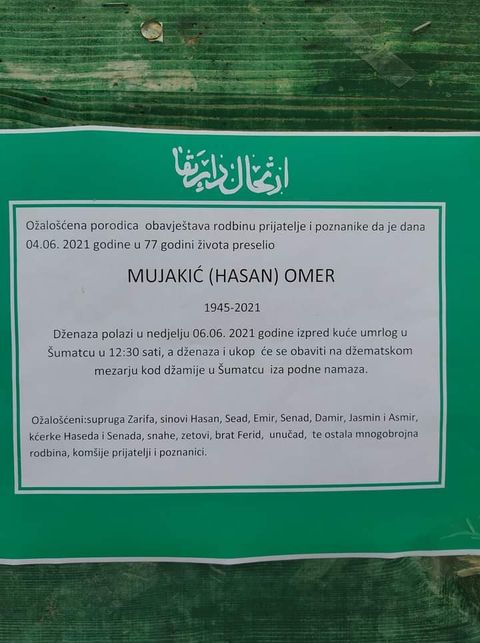 ارتحال دار بقا
Ožalošćena porodica obavještava rodbinu prijatelje i poznanike da je dana
04.06. 2021 godine u 77 godini života preselio
MUJAKIĆ (HASAN) OMER
1945-2021
Dženaza polazi u nedjelju 06.06. 2021 godine izpred kuće umrlog u
Šumatcu u 12:30 sati, a dženaza i ukop će se obaviti na džematskom
mezarju kod džamije u Šumatcu iza podne namaza.
Ožalošćeni:supruga Zarifa, sinovi Hasan, Sead, Emir, Senad, Damir, Jasmin i Asmir,
kćerke Haseda i Senada, snahe, zetovi, brat Ferid, unučad, te ostala mnogobrojna
rodbina, komšije prijatelji i poznanici.